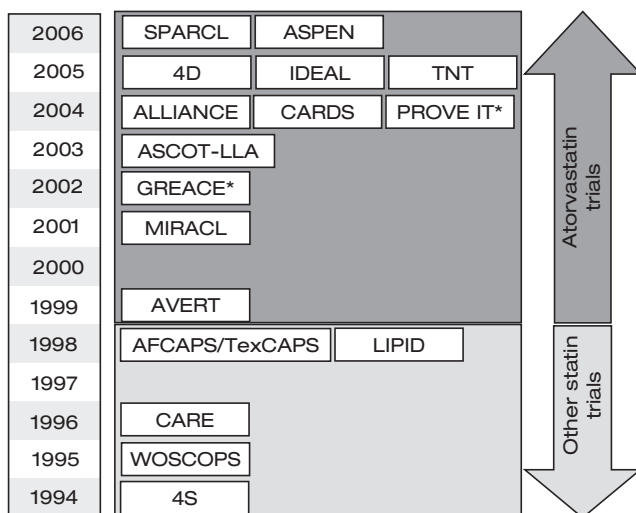 2006 SPARCL ASPEN
2005 4D IDEAL TNT
2004 ALLIANCE CARDS PROVE IT*
2003 ASCOT-LLA
2002 GREACE*
2001 MIRACL
2000
1999 AVERT
1998 AFCAPS/TexCAPS LIPID
1997
1996 CARE
1995 WOSCOPS
1994 4S
Atorvastatin
trials
Other statin
trials